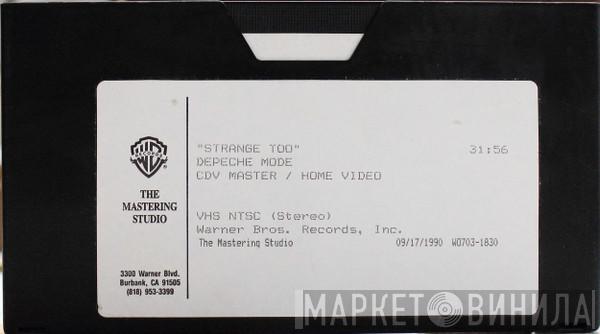 "STRANGE TOO" 31:56
DEPECHE MODE
CDV MASTER / HOME VIDEO
VHS NTSC (Stereo)
Warner Bros. Records, Inc.
The Mastering Studio 09/17/1990 WO703-1830
RECORDS
THE
MASTERING
STUDIO
3300 Warner Blvd.
Burbank, CA 91505
(818) 953-3399
МАРКЕТ ВИНИЛА